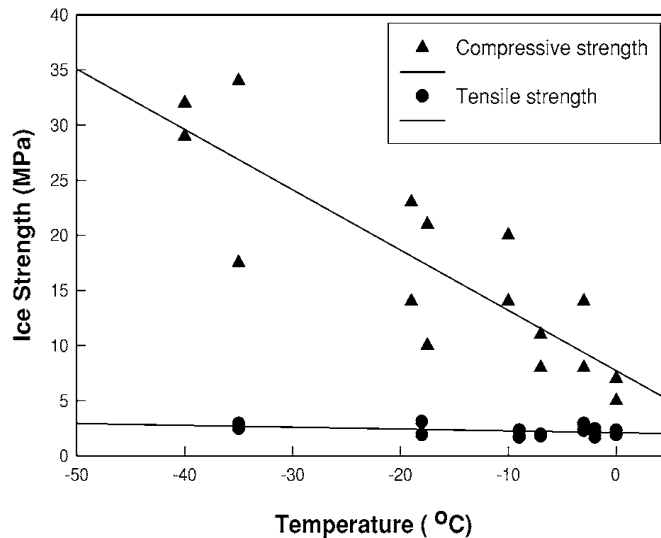 40
35
30
25
20
15
10
5
0
Ice Strength (MPa)
Compressive strength
Tensile strength
-50 -40 -30 -20 -10 0
Temperature ( °C)